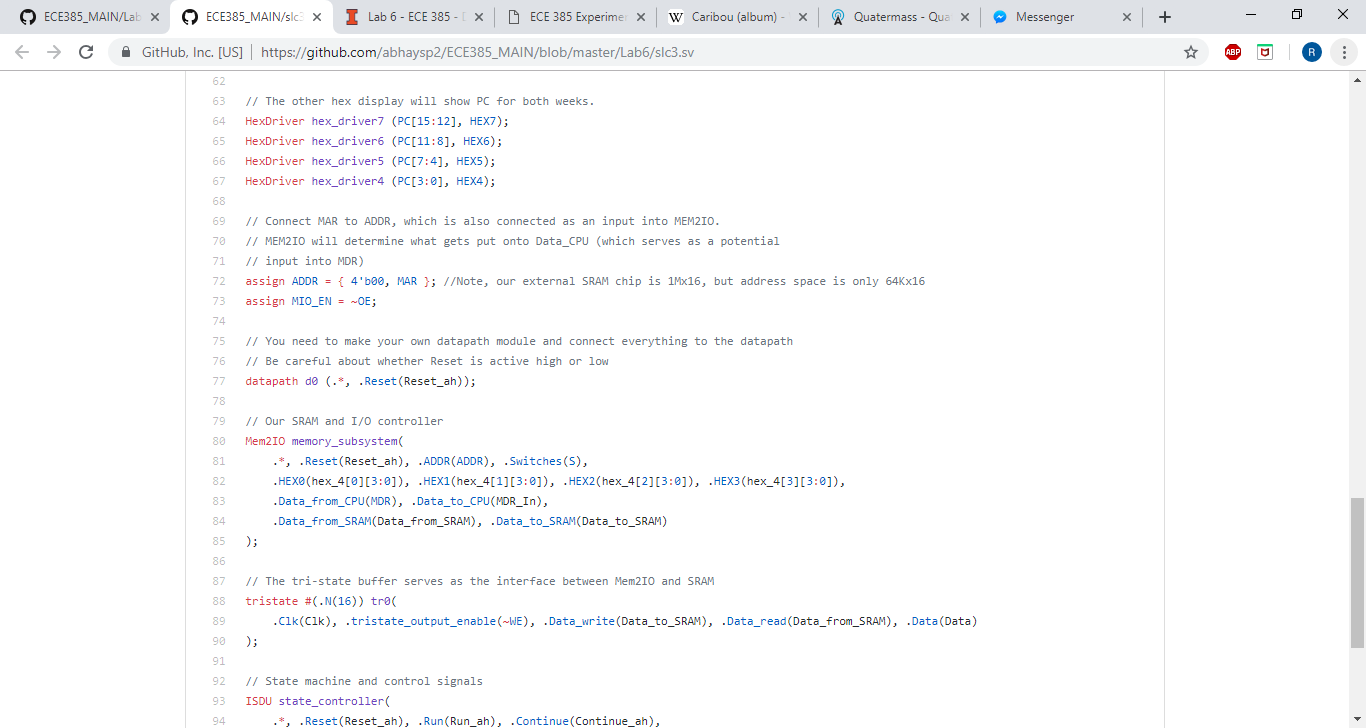 ECE385_MAIN/Lab
ECE385_MAIN/slc3
Lab 6 - ECE 385 -
ECE 385 Experime
Caribou (album) -
Quatermass - Qua
Messenger
GitHub, Inc. [US] | https://github.com/abhaysp2/ECE385_MAIN/blob/master/Lab6/slc3.sv
ABP
R
62
63 // The other hex display will show PC for both weeks.
64 HexDriver hex_driver7 (PC[15:12], HEX7);
65 HexDriver hex_driver6 (PC[11:8], HEX6);
66 HexDriver hex_driver5 (PC[7:4], HEX5);
67 HexDriver hex_driver4 (PC[3:0], HEX4);
68
69 // Connect MAR to ADDR, which is also connected as an input into MEM2IO.
70 // MEM2IO will determine what gets put onto Data_CPU (which serves as a potential
71 // input into MDR)
72 assign ADDR = { 4'b00, MAR }; //Note, our external SRAM chip is 1Mx16, but address space is only 64Kx16
73 assign MIO_EN = ~OE;
74
75 // You need to make your own datapath module and connect everything to the datapath
76 // Be careful about whether Reset is active high or low
77 datapath d0 (.*, .Reset(Reset_ah));
78
79 // Our SRAM and I/O controller
80 Mem2IO memory_subsystem(
81 .*, .Reset(Reset_ah), .ADDR(ADDR), .Switches(S),
82 .HEX0(hex_4[0][3:0]), .HEX1(hex_4[1][3:0]), .HEX2(hex_4[2][3:0]), .HEX3(hex_4[3][3:0]),
83 .Data_from_CPU(MDR), .Data_to_CPU(MDR_In),
84 .Data_from_SRAM(Data_from_SRAM), .Data_to_SRAM(Data_to_SRAM)
85 );
86
87 // The tri-state buffer serves as the interface between Mem2IO and SRAM
88 tristate #(.N(16)) tr0(
89 .Clk(Clk), .tristate_output_enable(~WE), .Data_write(Data_to_SRAM), .Data_read(Data_from_SRAM), .Data(Data)
90 );
91
92 // State machine and control signals
93 ISDU state_controller(
94 .*, .Reset(Reset_ah), .Run(Run_ah), .Continue(Continue_ah),